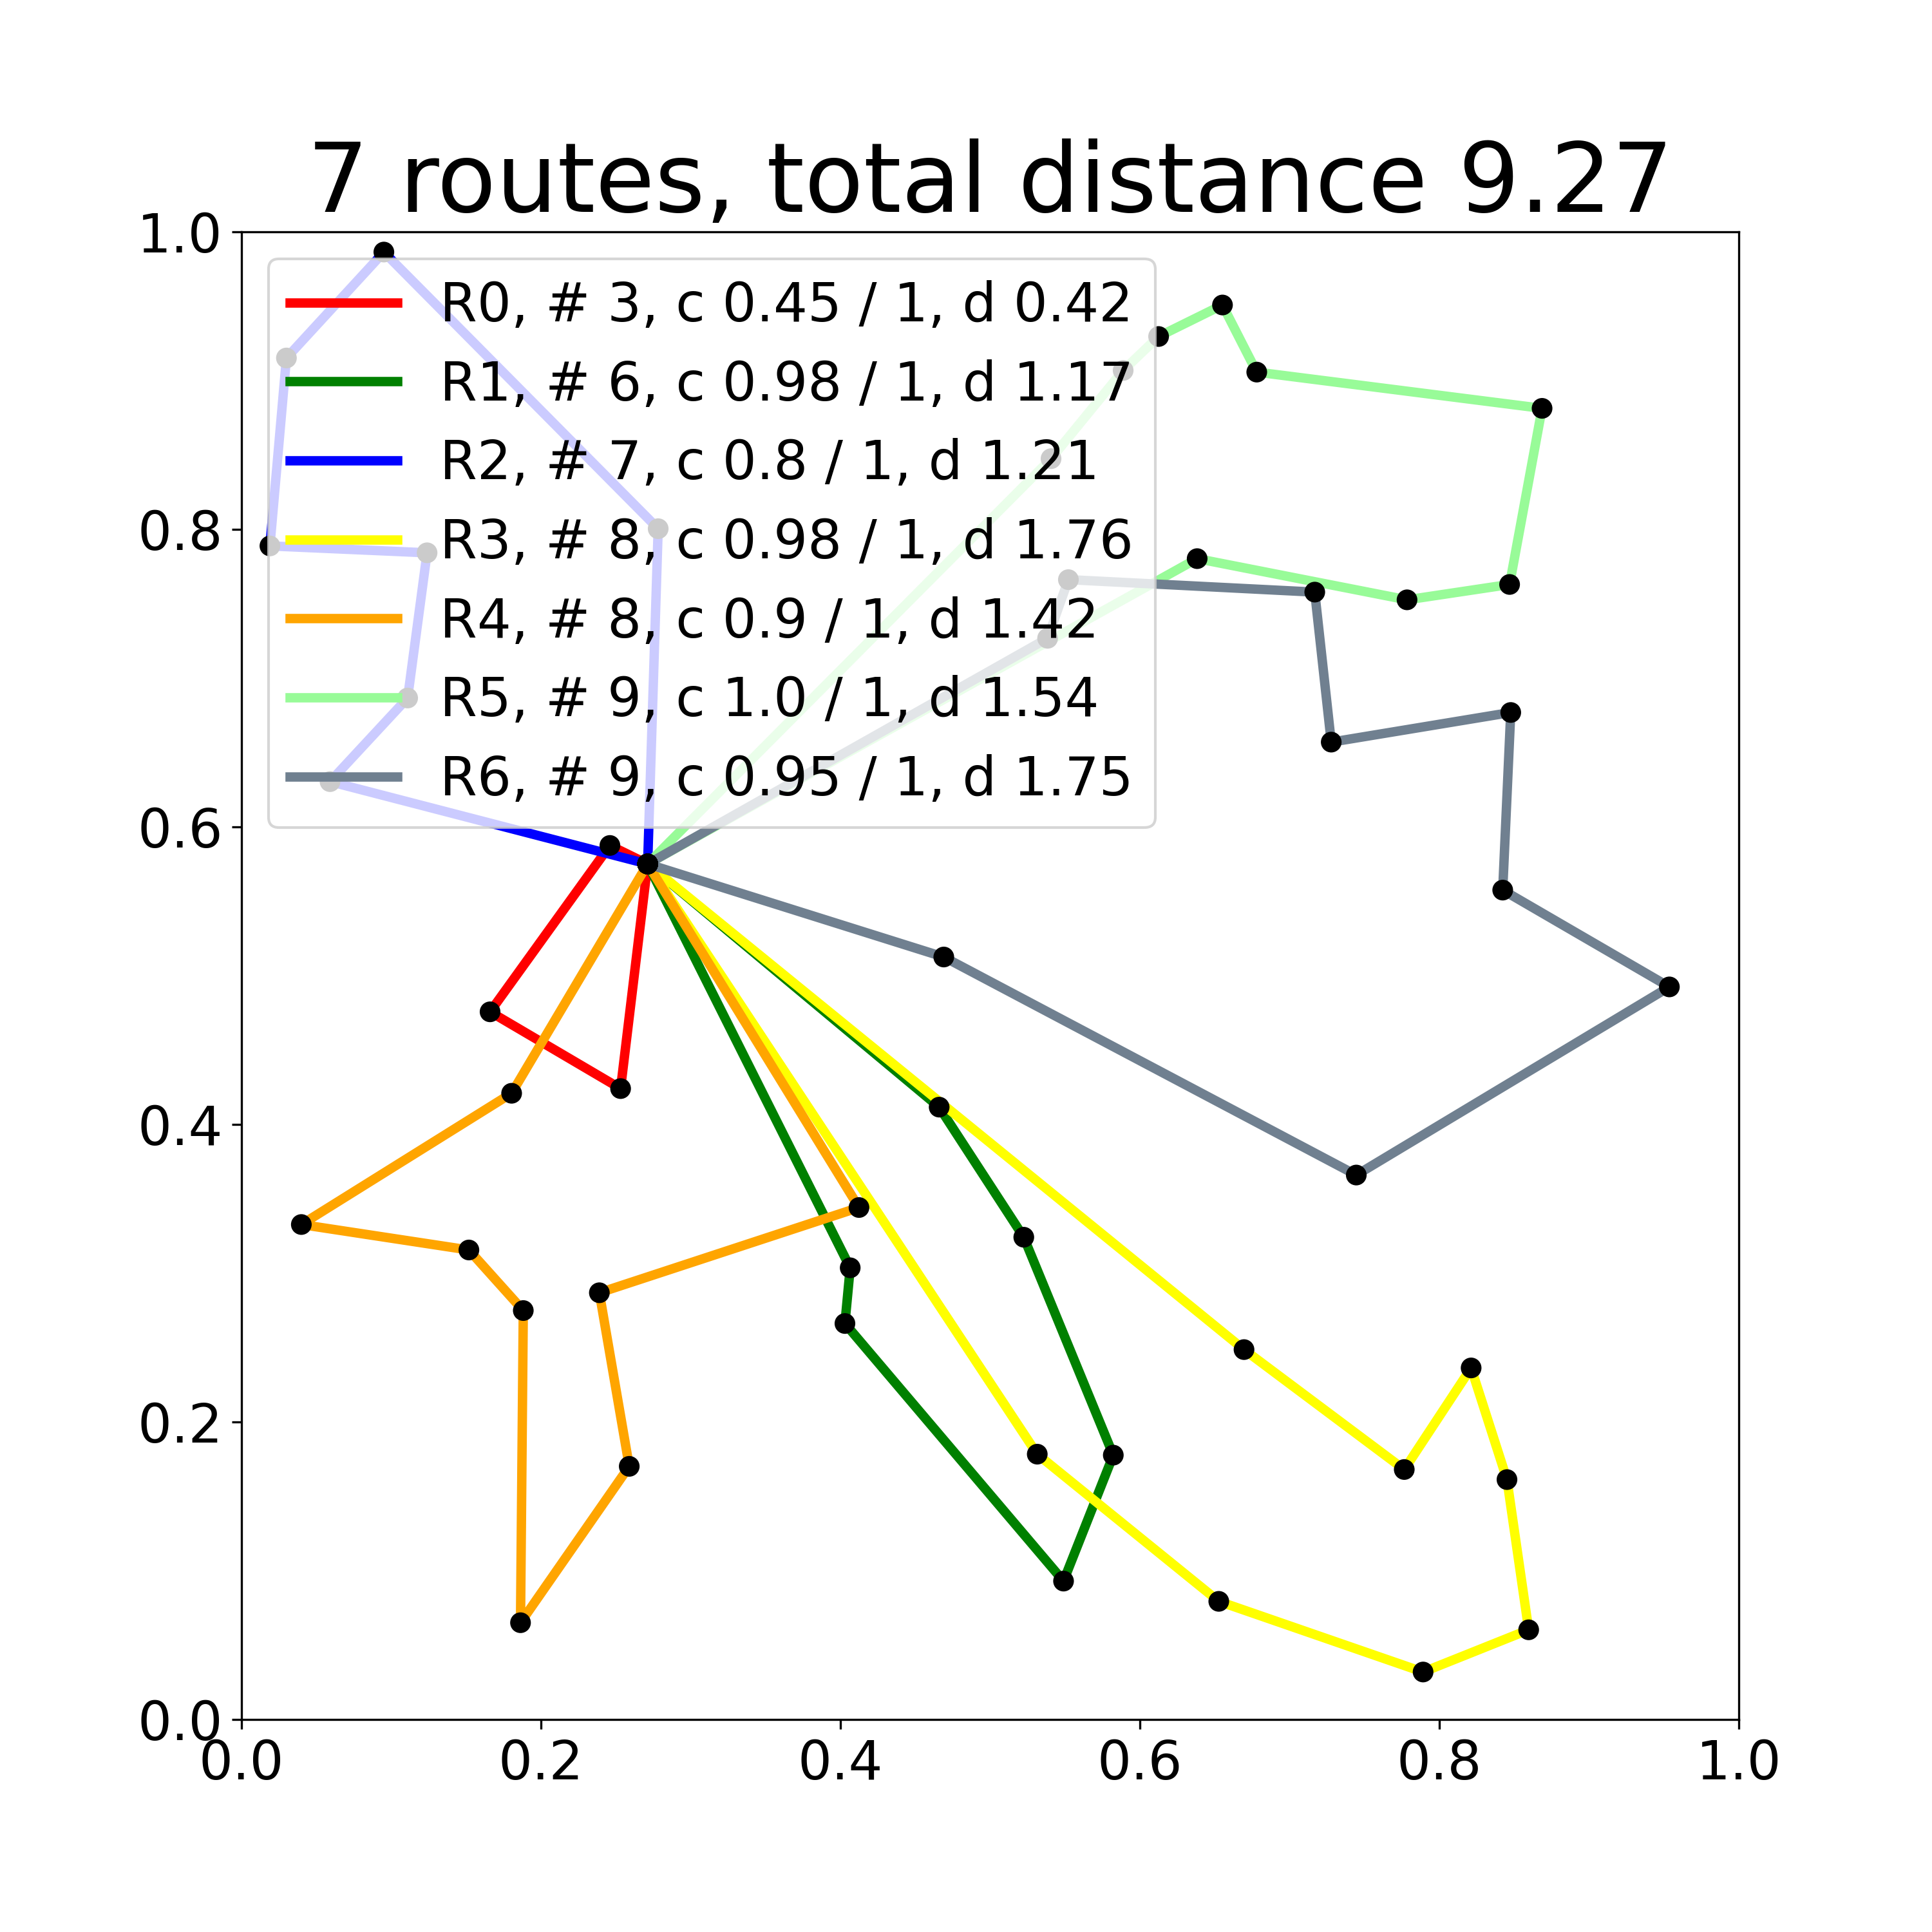 7 routes, total distance 9.27
1.0
0.8
0.6
0.4
0.2
0.0
R0, # 3, c 0.45 / 1, d 0.42
R1, # 6, c 0.98 / 1, d 1.17
R2, # 7, c 0.8 / 1, d 1.21
R3, # 8, c 0.98 / 1, d 1.76
R4, # 8, c 0.9 / 1, d 1.42
R5, # 9, c 1.0 / 1, d 1.54
R6, # 9, c 0.95 / 1, d 1.75
0.0 0.2 0.4 0.6 0.8 1.0